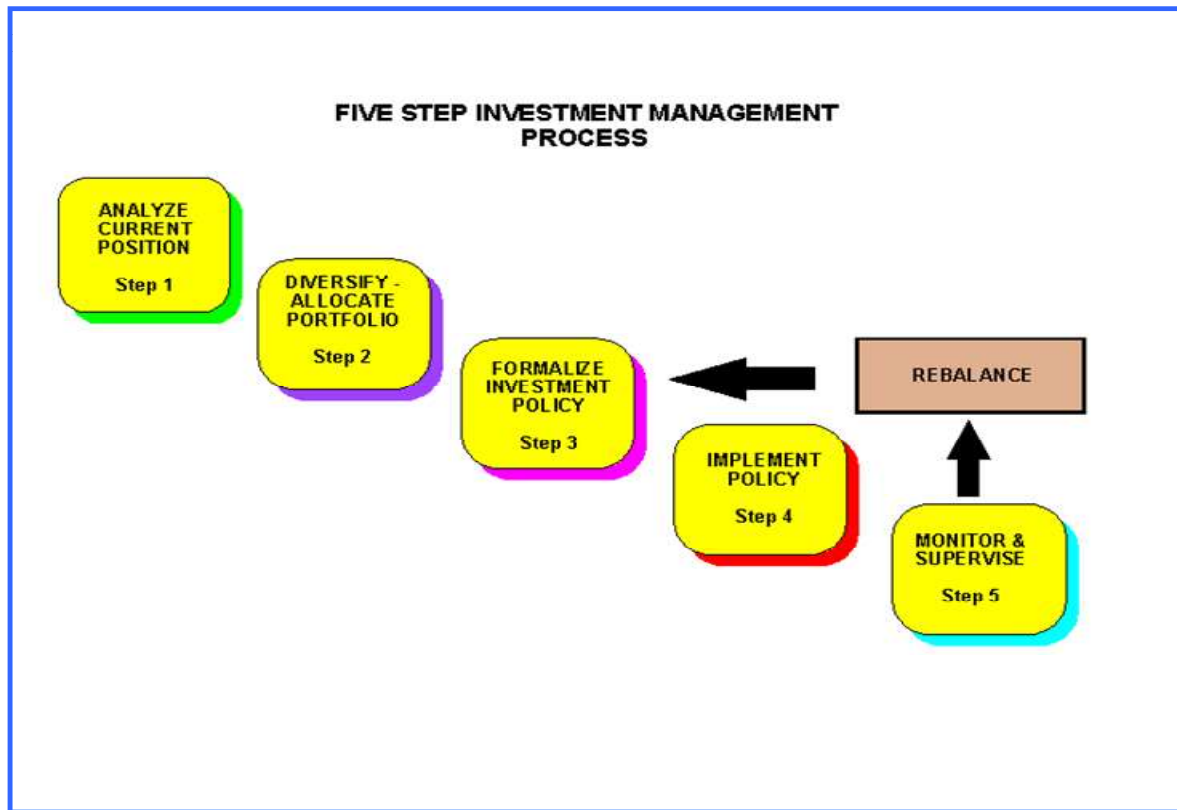 FIVE STEP INVESTMENT MANAGEMENT
PROCESS
ANALYZE
CURRENT
POSITION
Step 1
DIVERSIFY -
ALLOCATE
PORTFOLIO
Step 2
FORMALIZE
INVESTMENT
POLICY
Step 3
IMPLEMENT
POLICY
Step 4
MONITOR &
SUPERVISE
Step 5
REBALANCE